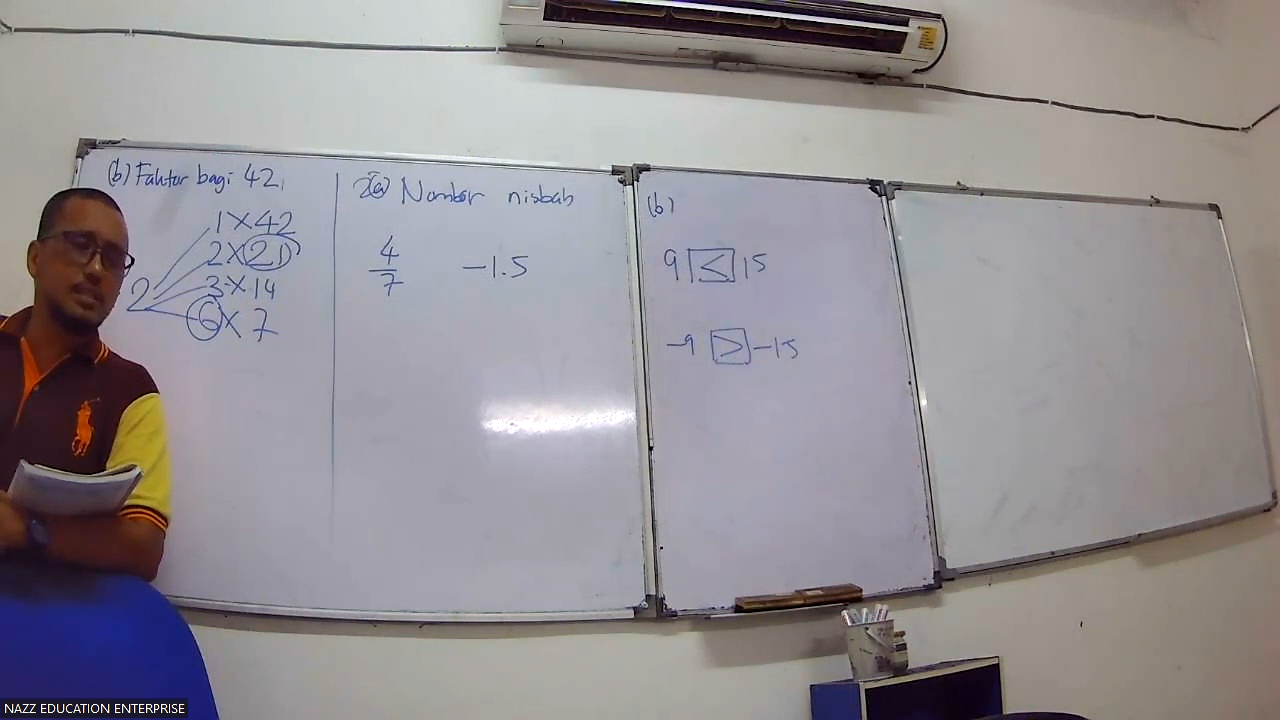 (b) Faktor bagi 42
1 × 42
2 × 21
3 × 14
6 × 7
2
(a) Nombor nisbah
4/7 -1.5
(b)
9 < 15
-9 > -15
NAZZ EDUCATION ENTERPRISE